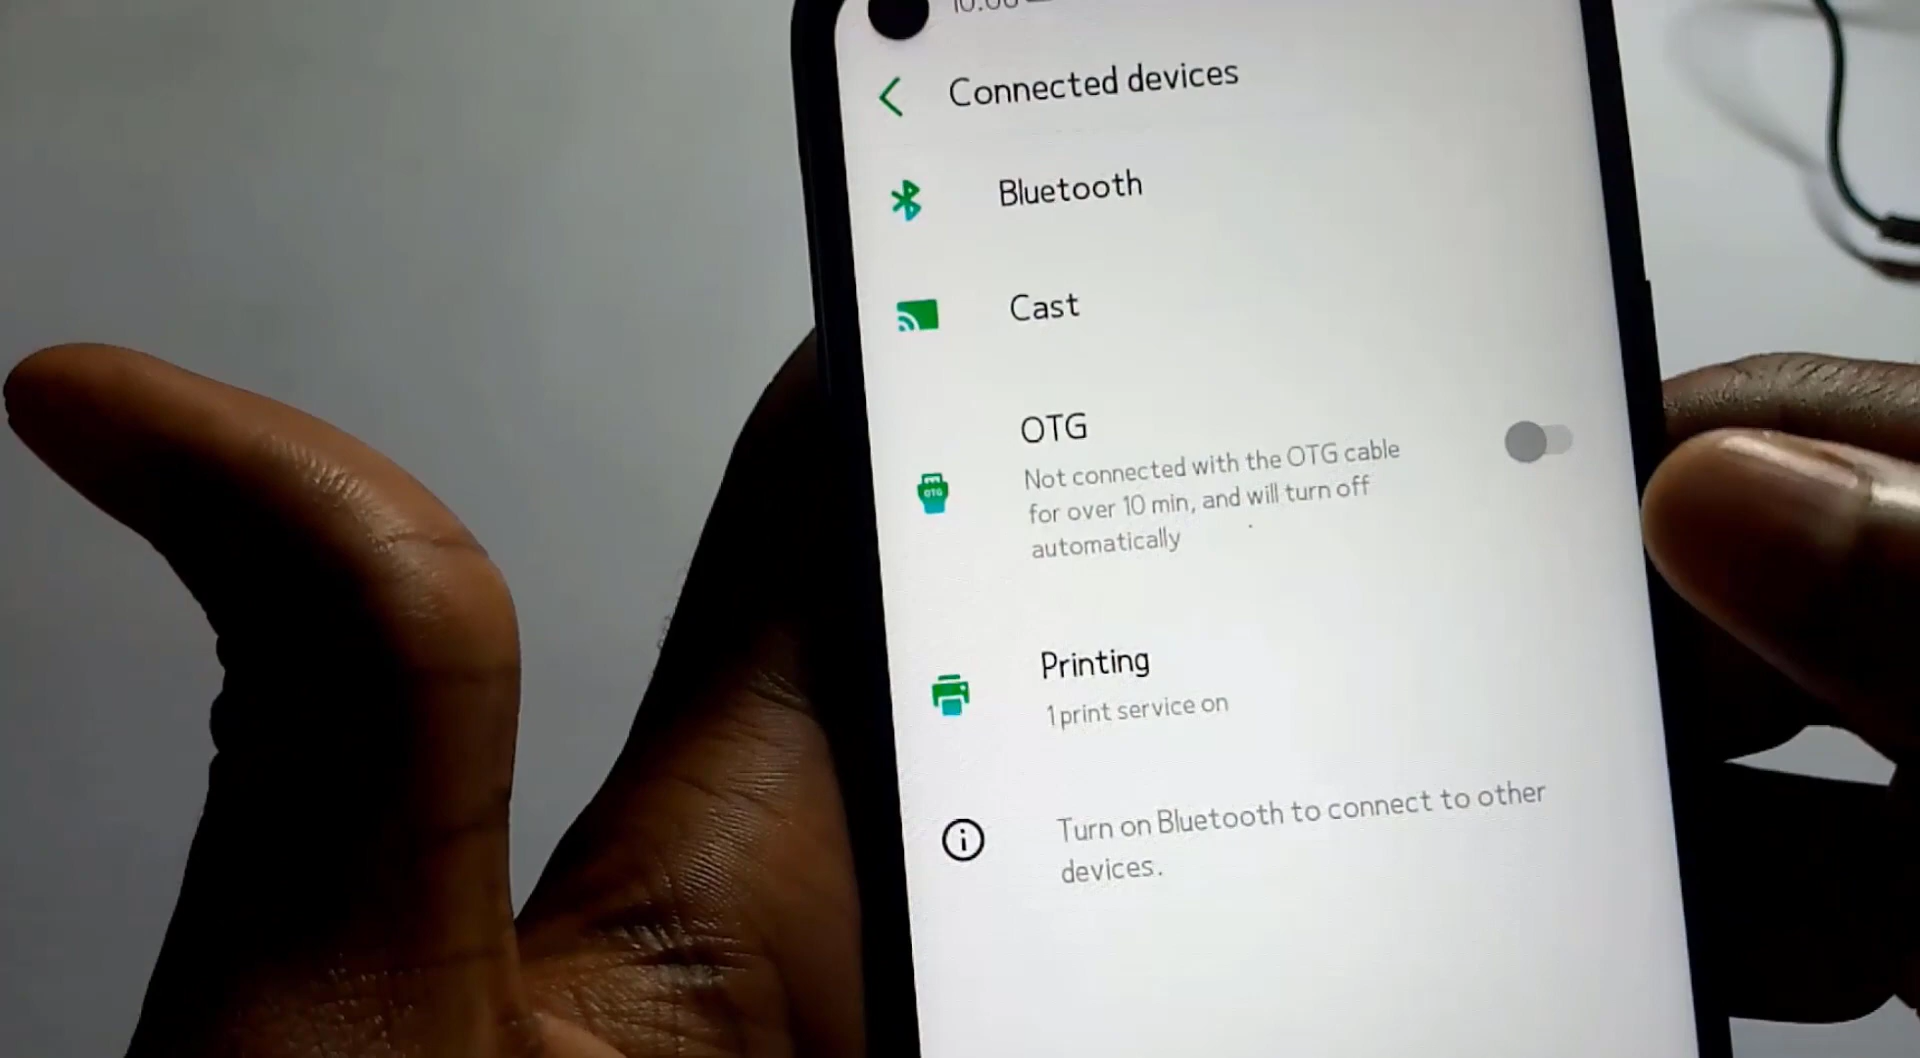 Connected devices
Bluetooth
Cast
OTG
Not connected with the OTG cable
for over 10 min, and will turn off
automatically
OTG
Printing
1 print service on
Turn on Bluetooth to connect to other
devices.